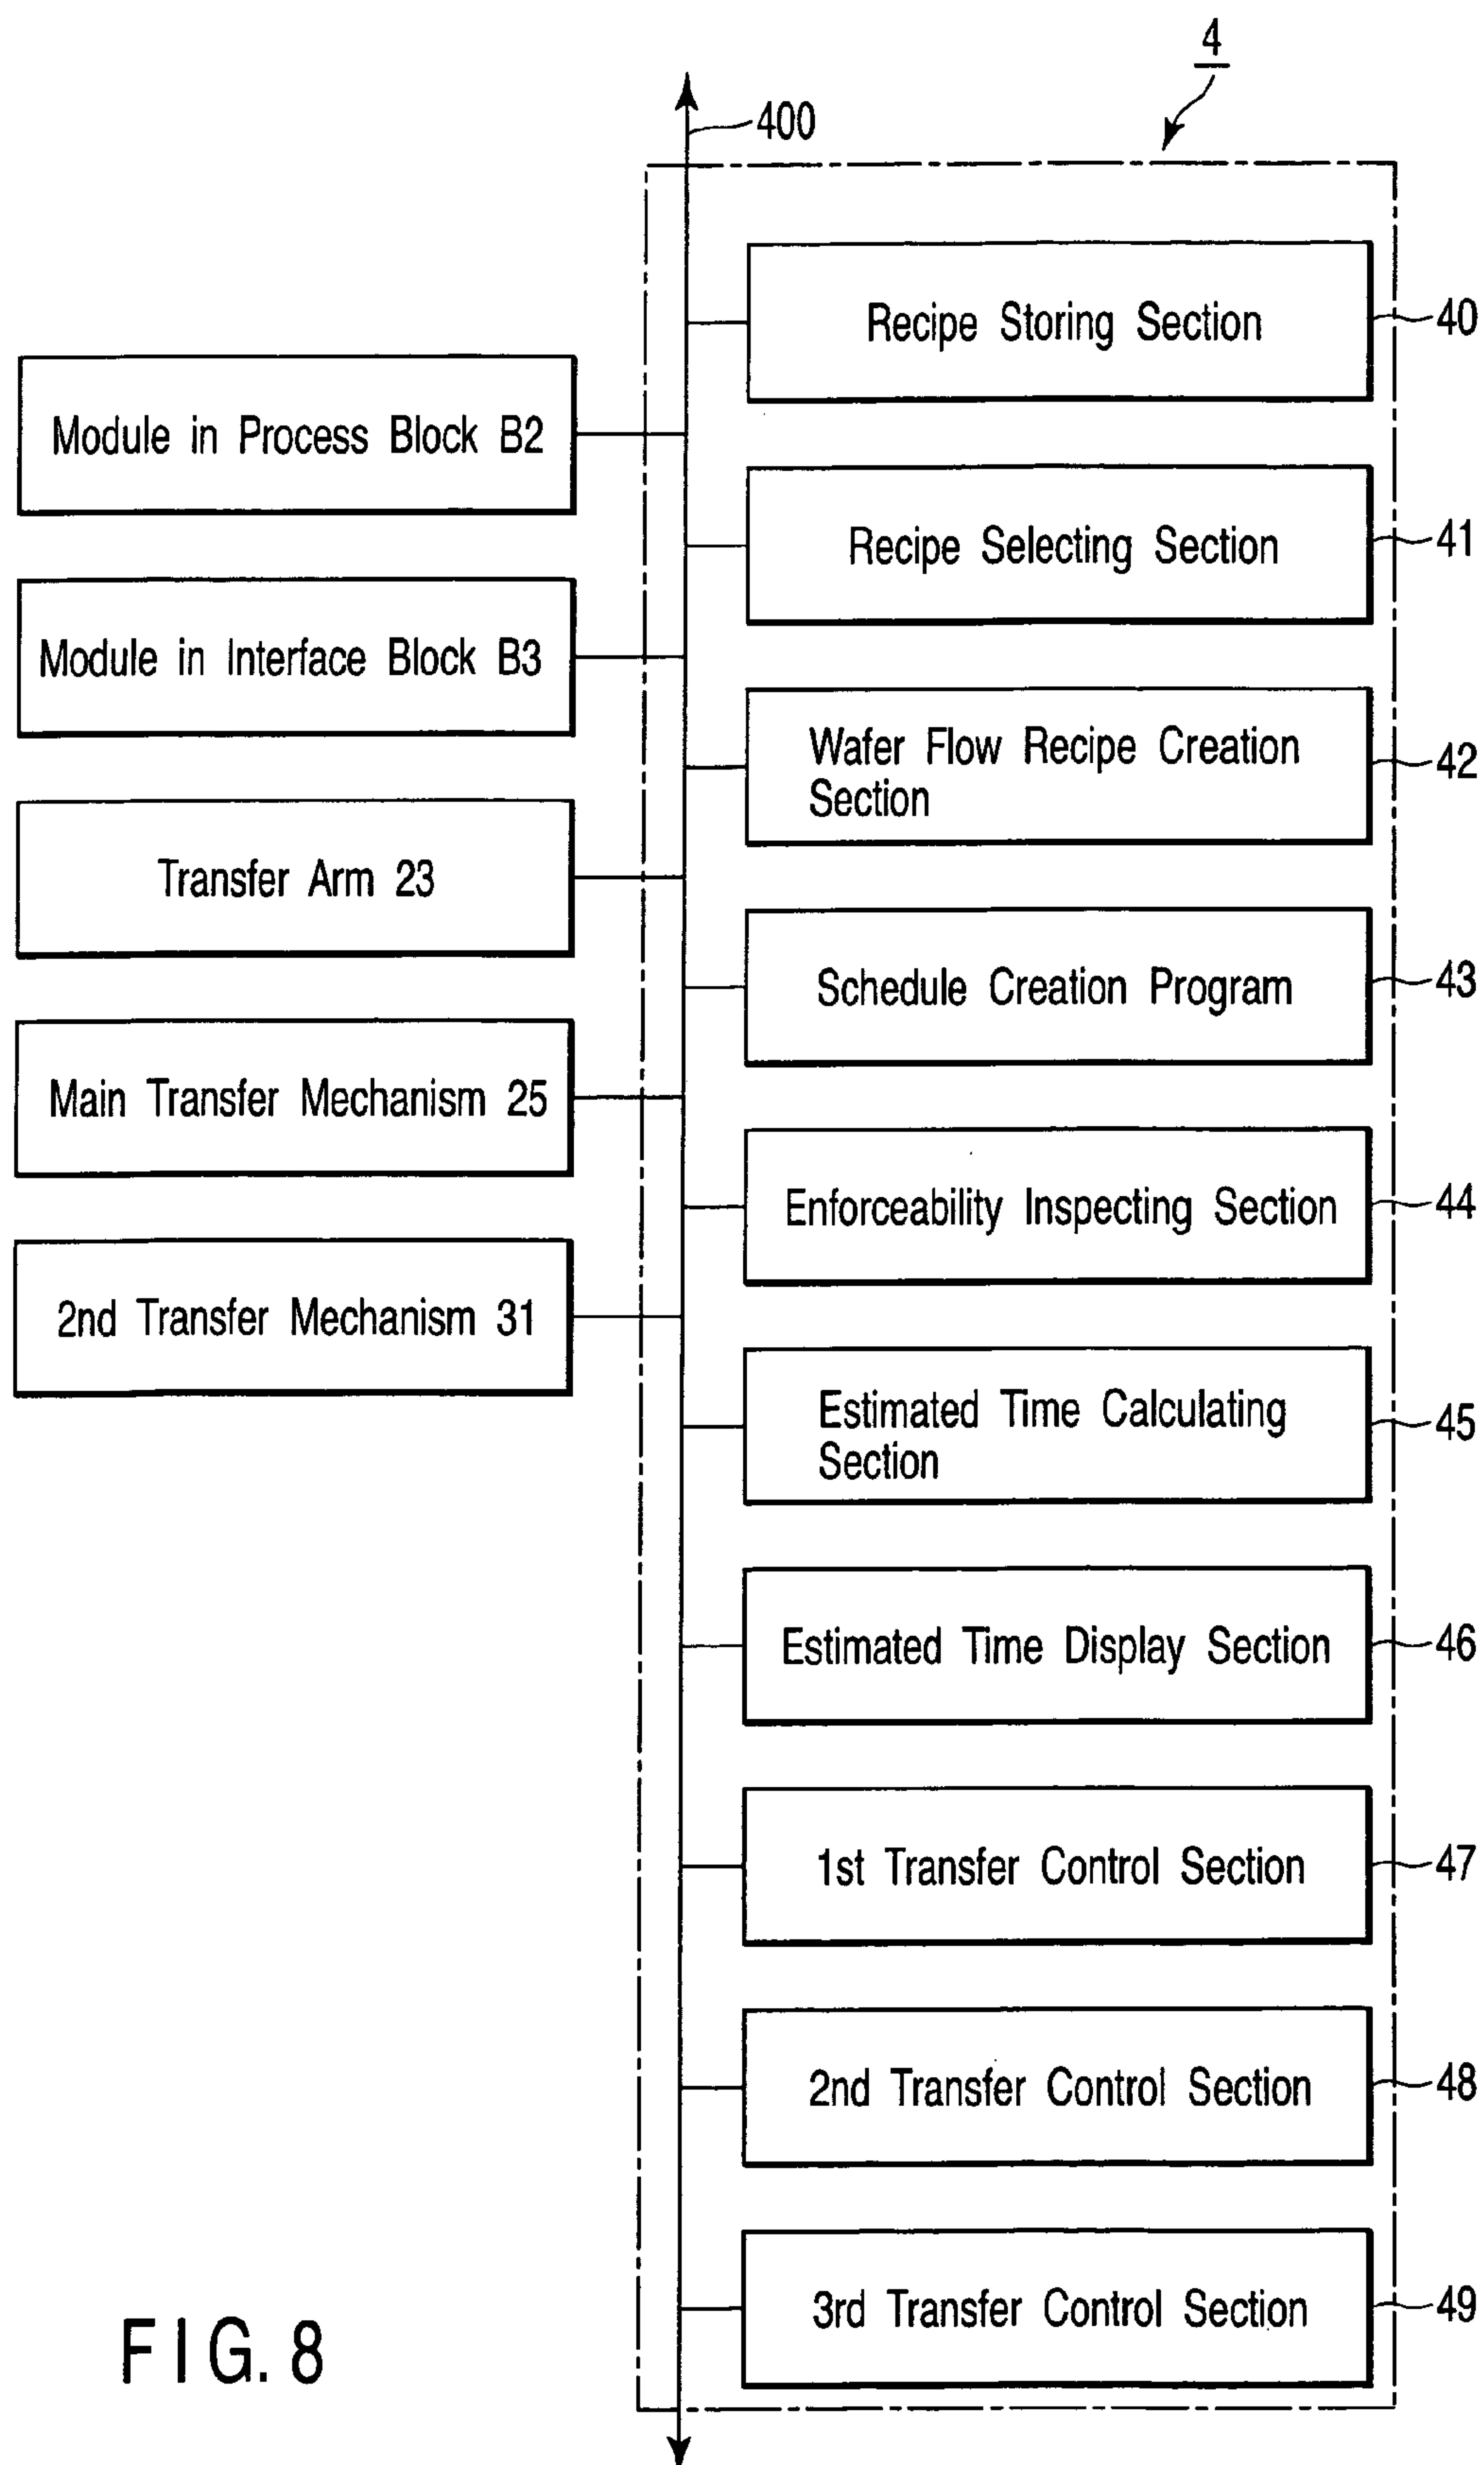 4
400
Recipe Storing Section
40
Module in Process Block B2
Recipe Selecting Section
41
Module in Interface Block B3
Wafer Flow Recipe Creation
Section
42
Transfer Arm 23
Schedule Creation Program
43
Main Transfer Mechanism 25
Enforceability Inspecting Section
44
2nd Transfer Mechanism 31
Estimated Time Calculating
Section
45
Estimated Time Display Section
46
1st Transfer Control Section
47
2nd Transfer Control Section
48
3rd Transfer Control Section
49
FIG. 8